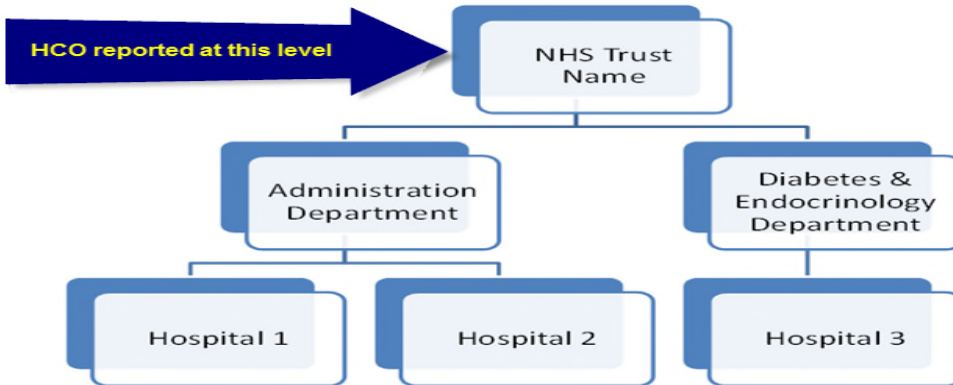 HCO reported at this level
NHS Trust
Name
Administration
Department
Diabetes &
Endocrinology
Department
Hospital 1
Hospital 2
Hospital 3